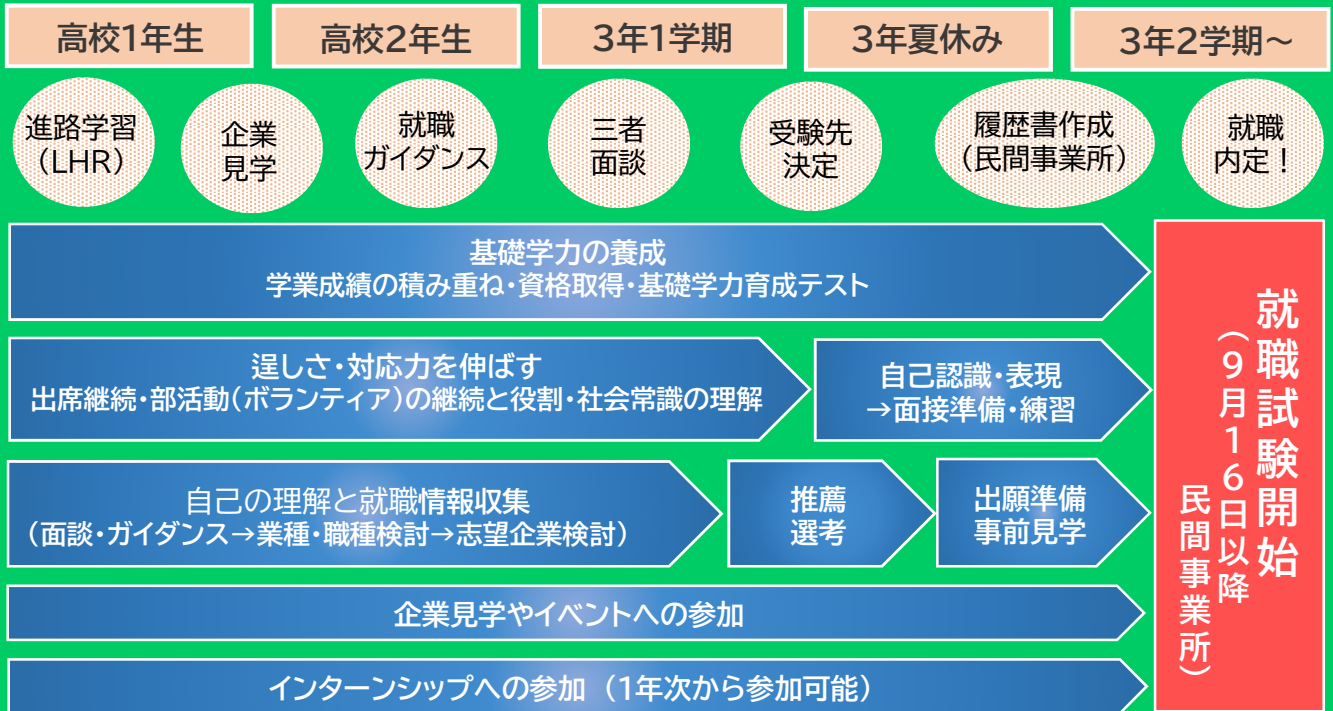 高校1年生
高校2年生
3年1学期
3年夏休み
3年2学期～
進路学習
（LHR）
企業
見学
就職
ガイダンス
三者
面談
受験先
決定
履歴書作成
（民間事業所）
就職
内定！
基礎学力の養成
学業成績の積み重ね・資格取得・基礎学力育成テスト
逞しさ・対応力を伸ばす
出席継続・部活動（ボランティア）の継続と役割・社会常識の理解
自己認識・表現
→面接準備・練習
自己の理解と就職情報収集
（面談・ガイダンス→業種・職種検討→志望企業検討）
推薦
選考
出願準備
事前見学
企業見学やイベントへの参加
インターンシップへの参加（1年次から参加可能）
就職試験開始
（9月16日以降
民間事業所）